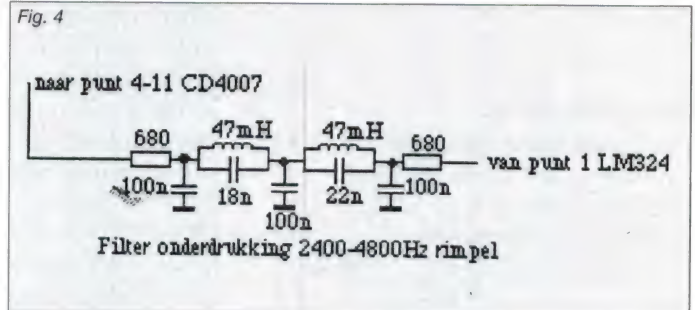 Fig. 4
naar punt 4-11 CD4007
47mH
47mH
680
680
van punt 1 LM324
100n
18n
22n
100n
100n
Filter onderdrukking 2400-4800Hz rimpel